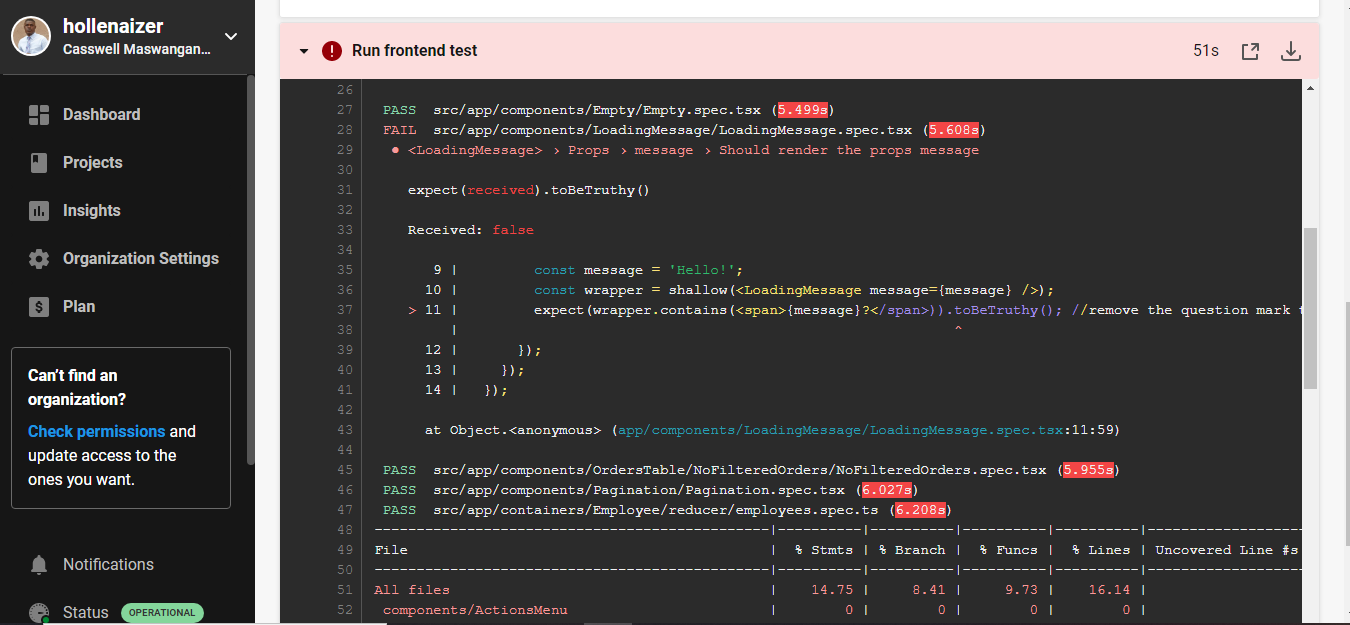 hollenaizer
Casswell Maswangan...
Dashboard
Projects
Insights
Organization Settings
Plan
Can't find an
organization?
Check permissions and
update access to the
ones you want.
Notifications
Status OPERATIONAL
Run frontend test 51s
26
27 PASS src/app/components/Empty/Empty.spec.tsx (5.499s)
28 FAIL src/app/components/LoadingMessage/LoadingMessage.spec.tsx (5.608s)
29 ● <LoadingMessage> › Props › message › Should render the props message
30
31 expect(received).toBeTruthy()
32
33 Received: false
34
35 9 | const message = 'Hello!';
36 10 | const wrapper = shallow(<LoadingMessage message={message} />);
37 > 11 | expect(wrapper.contains(<span>{message}?</span>)).toBeTruthy(); //remove the question mark
38 | ^
39 12 | });
40 13 | });
41 14 | });
42
43 at Object.<anonymous> (app/components/LoadingMessage/LoadingMessage.spec.tsx:11:59)
44
45 PASS src/app/components/OrdersTable/NoFilteredOrders/NoFilteredOrders.spec.tsx (5.955s)
46 PASS src/app/components/Pagination/Pagination.spec.tsx (6.027s)
47 PASS src/app/containers/Employee/reducer/employees.spec.ts (6.208s)
48 -----------------------------------------------|----------|----------|----------|----------|-------------------
49 File | % Stmts | % Branch | % Funcs | % Lines | Uncovered Line #s
50 -----------------------------------------------|----------|----------|----------|----------|-------------------
51 All files | 14.75 | 8.41 | 9.73 | 16.14 |
52 components/ActionsMenu | 0 | 0 | 0 | 0 |